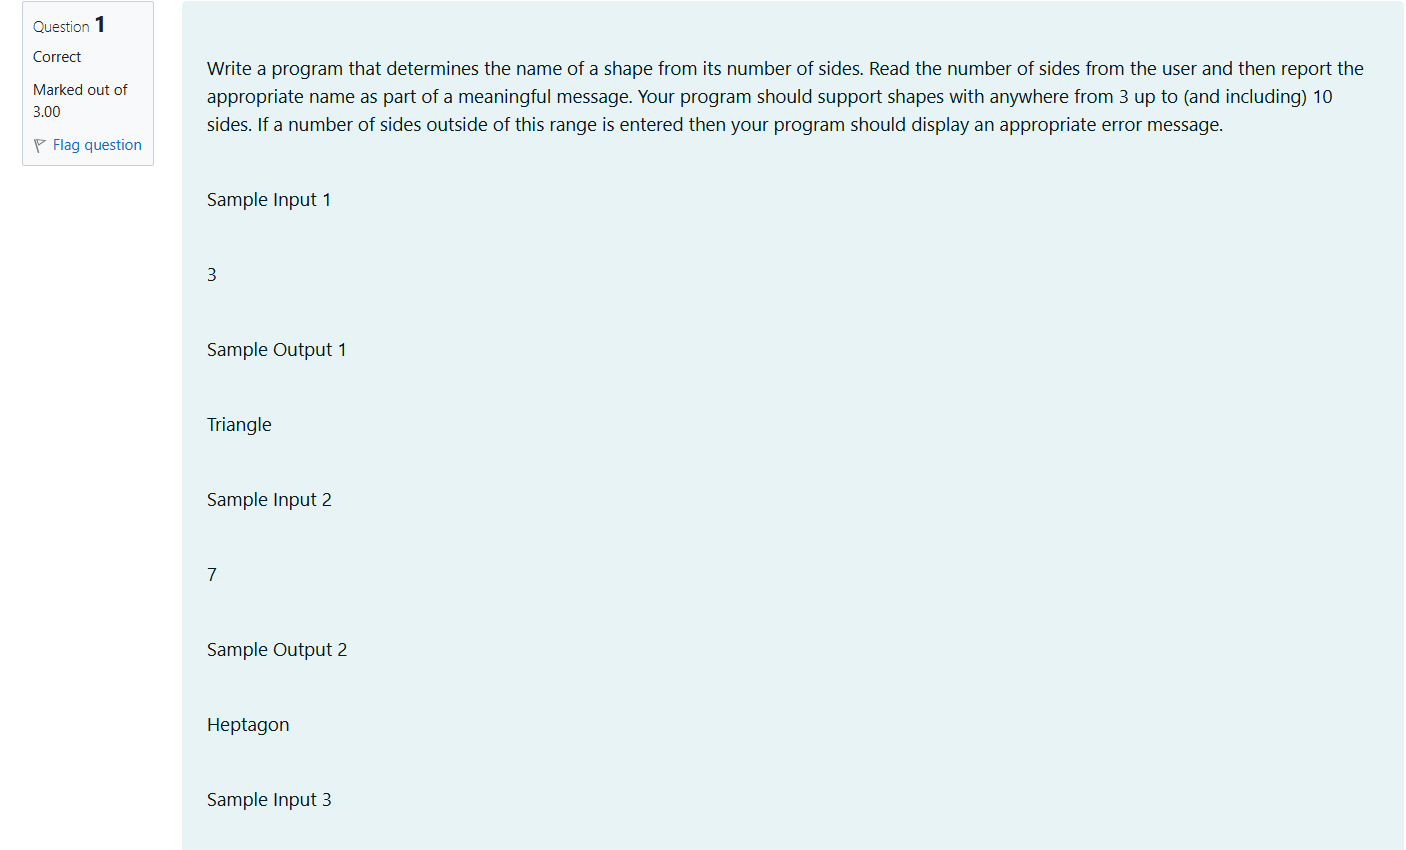 Question 1
Correct
Marked out of
3.00
Flag question
Write a program that determines the name of a shape from its number of sides. Read the number of sides from the user and then report the
appropriate name as part of a meaningful message. Your program should support shapes with anywhere from 3 up to (and including) 10
sides. If a number of sides outside of this range is entered then your program should display an appropriate error message.
Sample Input 1
3
Sample Output 1
Triangle
Sample Input 2
7
Sample Output 2
Heptagon
Sample Input 3